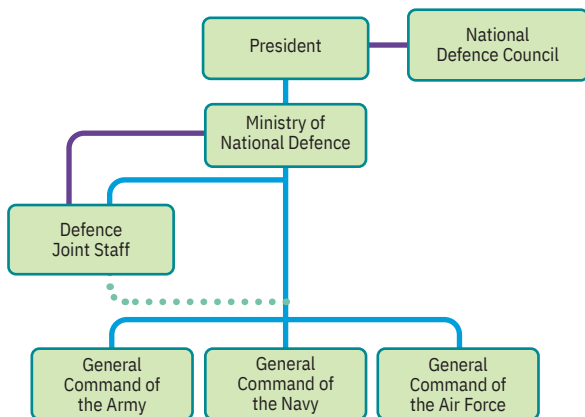 President
National
Defence Council
Ministry of
National Defence
Defence
Joint Staff
General
Command of
the Army
General
Command of
the Navy
General
Command of
the Air Force